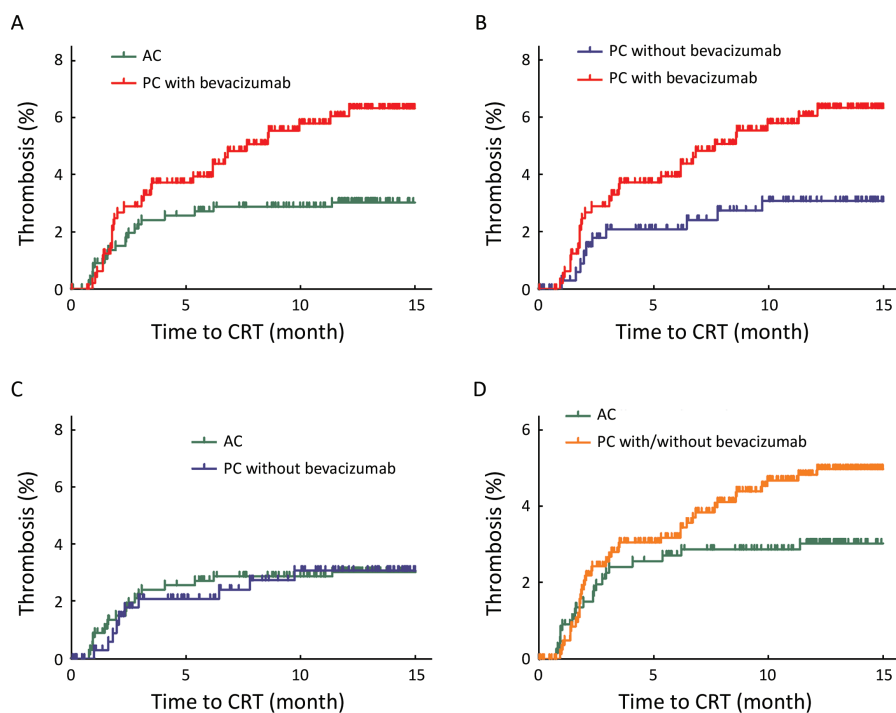 A
AC
PC with bevacizumab
8
6
4
2
0
Thrombosis (%)
0 5 10 15
Time to CRT (month)
B
PC without bevacizumab
PC with bevacizumab
8
6
4
2
0
Thrombosis (%)
0 5 10 15
Time to CRT (month)
C
AC
PC without bevacizumab
8
6
4
2
0
Thrombosis (%)
0 5 10 15
Time to CRT (month)
D
AC
PC with/without bevacizumab
6
4
2
0
Thrombosis (%)
0 5 10 15
Time to CRT (month)